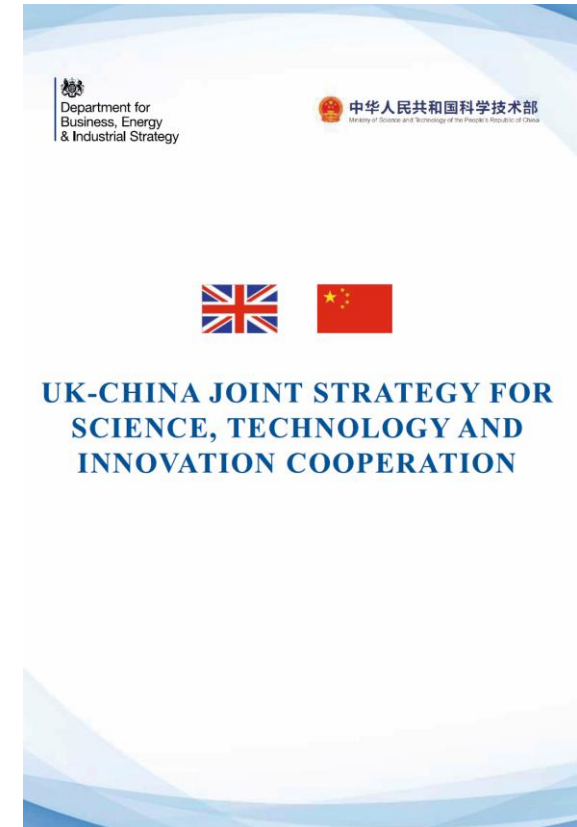 Department for
Business, Energy
& Industrial Strategy
中华人民共和国科学技术部
Ministry of Science and Technology of the People's Republic of China
UK-CHINA JOINT STRATEGY FOR
SCIENCE, TECHNOLOGY AND
INNOVATION COOPERATION